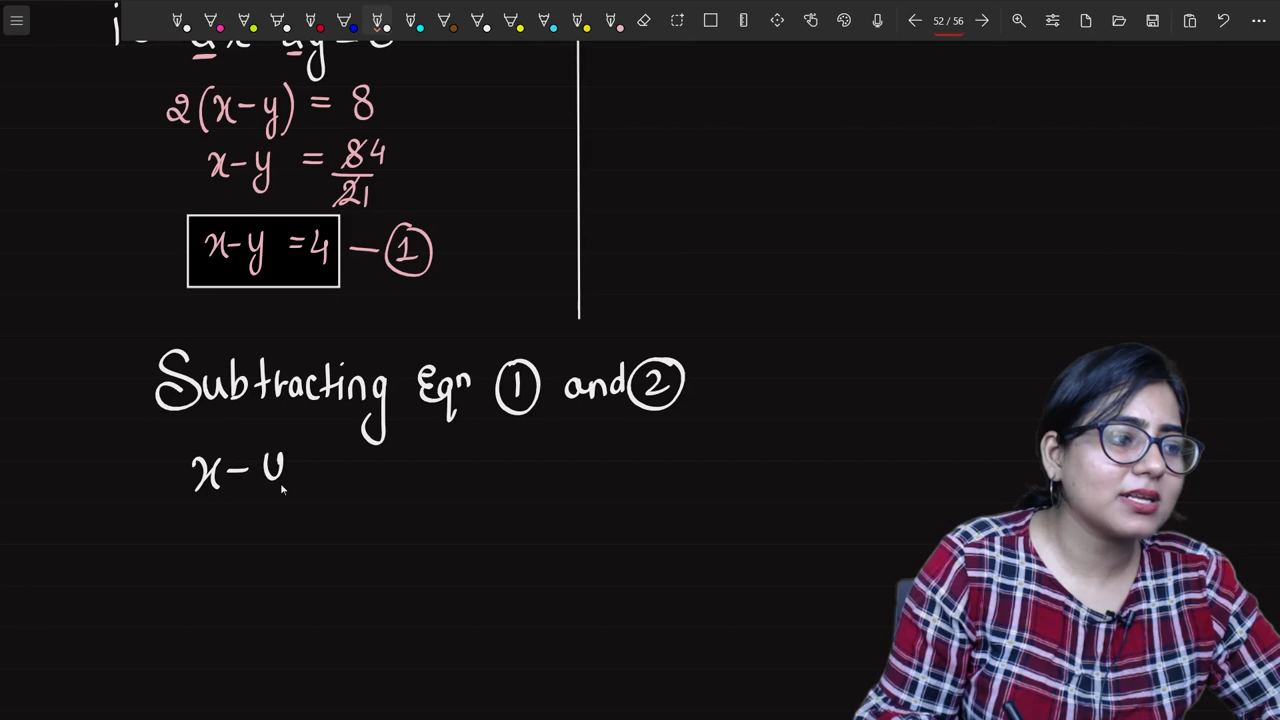 52 / 56
2(x-y) = 8
x-y = 84/21
x-y = 4 — ①
Subtracting Eqn ① and ②
x-